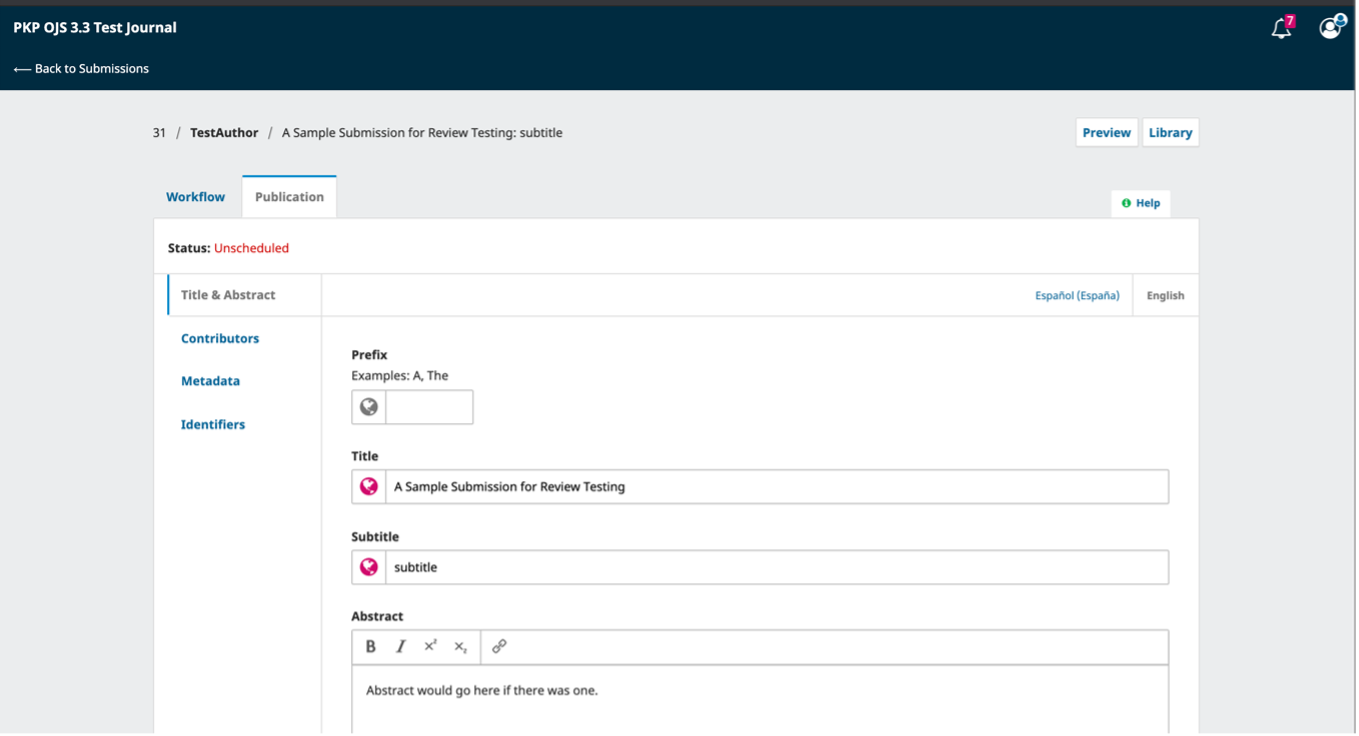 PKP OJS 3.3 Test Journal
7
← Back to Submissions
31 / TestAuthor / A Sample Submission for Review Testing: subtitle
Preview
Library
Workflow
Publication
Help
Status: Unscheduled
Title & Abstract
Español (España)
English
Contributors
Metadata
Identifiers
Prefix
Examples: A, The
Title
A Sample Submission for Review Testing
Subtitle
subtitle
Abstract
B I x² x₂
Abstract would go here if there was one.